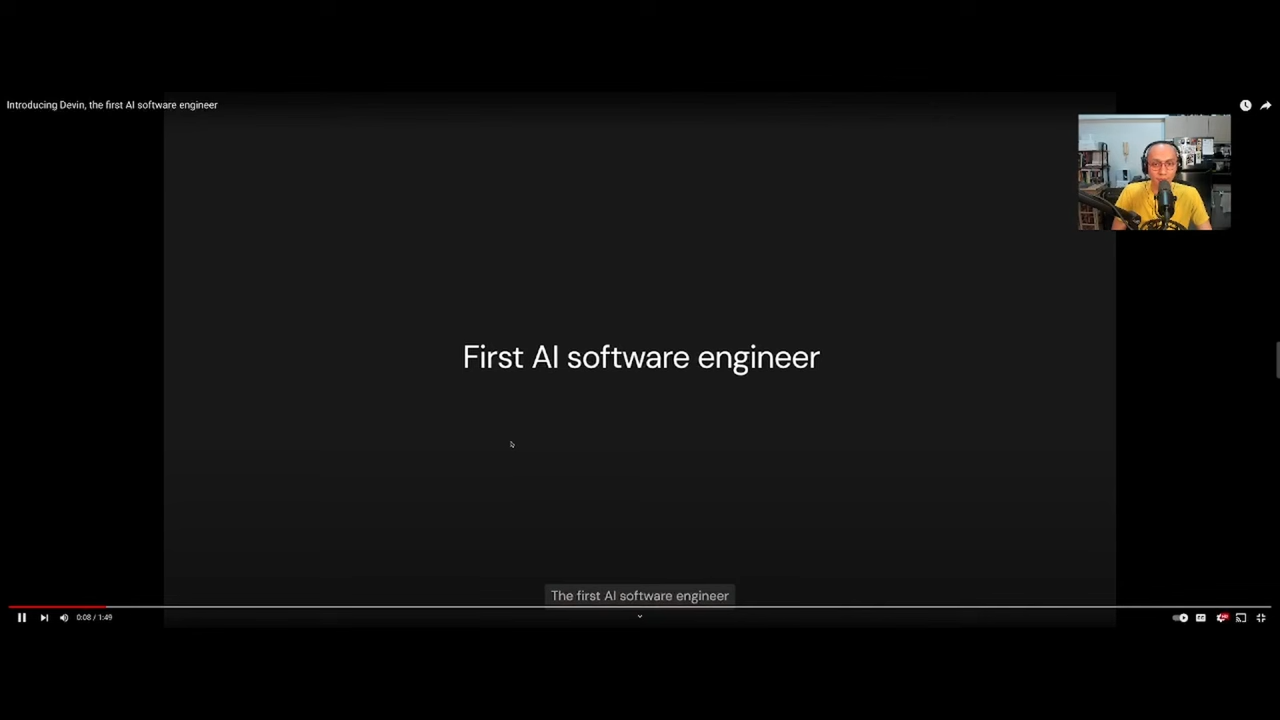 Introducing Devin, the first AI software engineer
First AI software engineer
The first AI software engineer
0:08 / 1:49